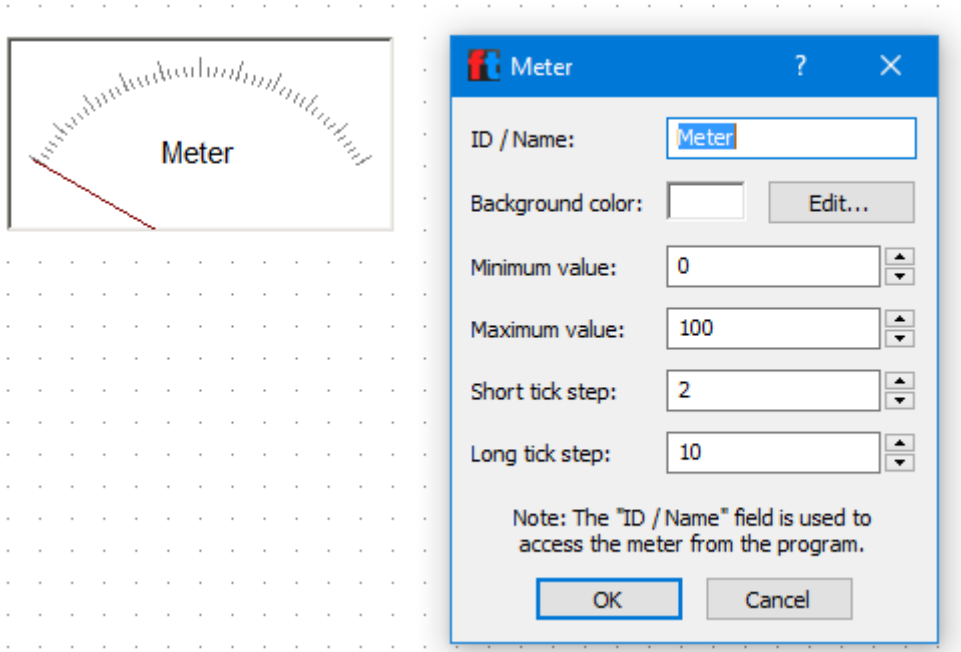 Meter
ft Meter ? ✕
ID / Name: Meter
Background color: Edit...
Minimum value: 0
Maximum value: 100
Short tick step: 2
Long tick step: 10
Note: The "ID / Name" field is used to
access the meter from the program.
OK Cancel